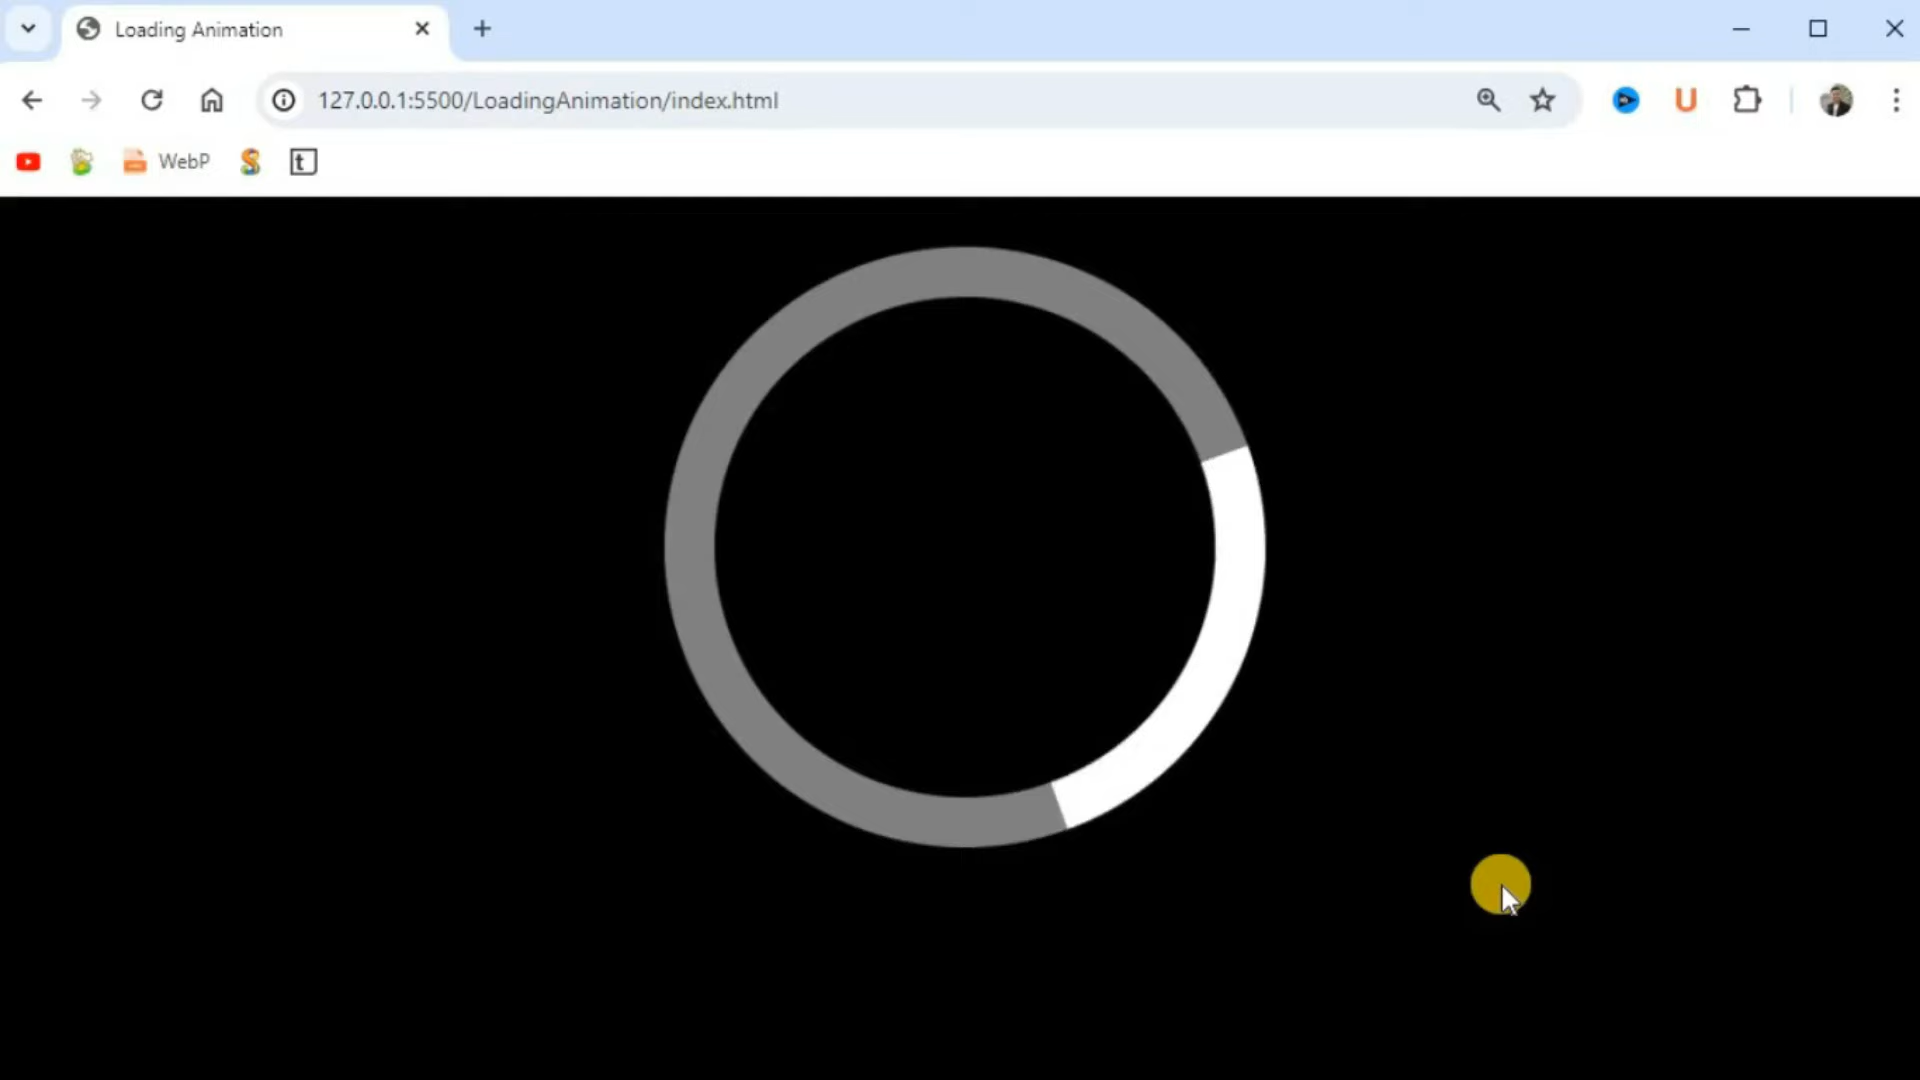 Loading Animation
127.0.0.1:5500/LoadingAnimation/index.html
U
WebP
S
t